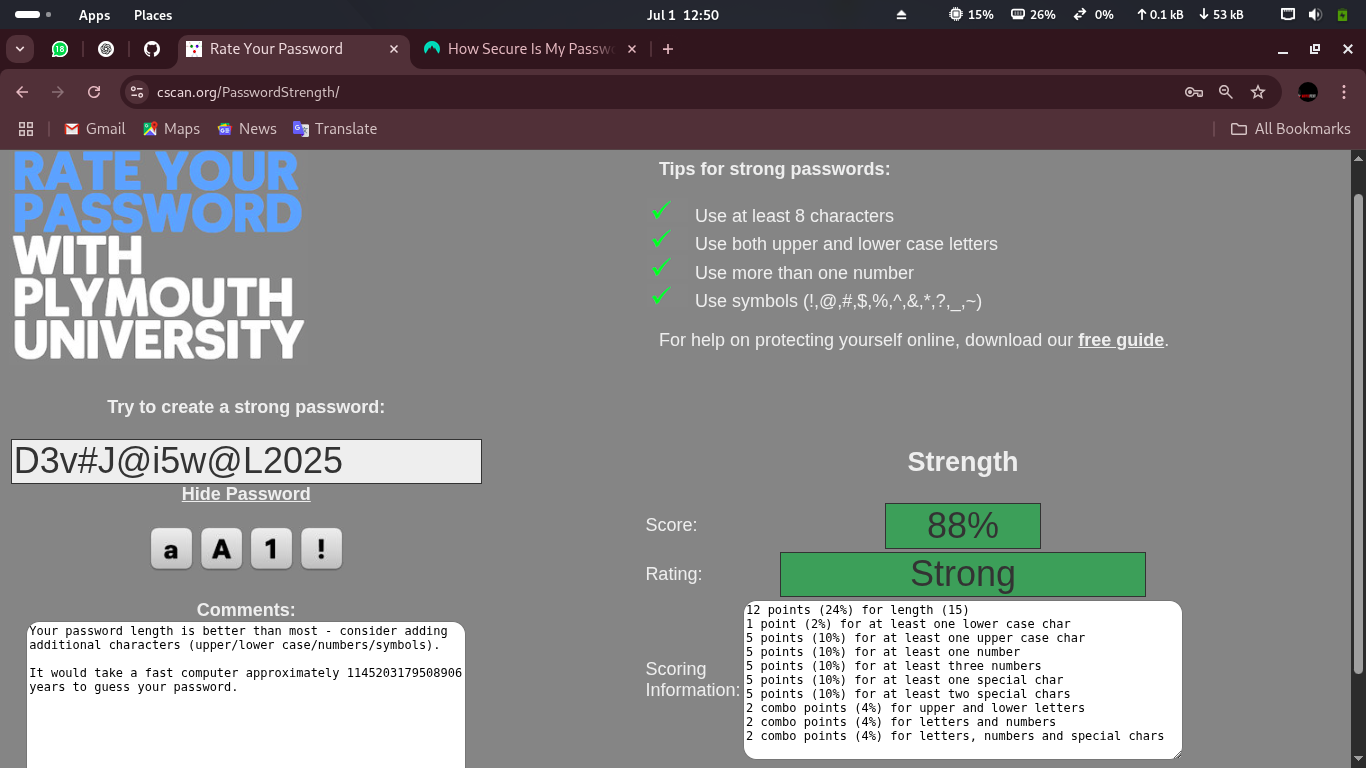 Apps Places Jul 1 12:50 15% 26% 0% 0.1 kB 53 kB
18 Rate Your Password How Secure Is My Passw
cscan.org/PasswordStrength/
Gmail Maps News Translate All Bookmarks
RATE YOUR
PASSWORD
WITH
PLYMOUTH
UNIVERSITY
Tips for strong passwords:
Use at least 8 characters
Use both upper and lower case letters
Use more than one number
Use symbols (!,@,#,$,%,^,&,*,?,_,~)
For help on protecting yourself online, download our free guide.
Try to create a strong password:
D3v#J@i5w@L2025
Hide Password
a A 1 !
Comments:
Your password length is better than most - consider adding
additional characters (upper/lower case/numbers/symbols).
It would take a fast computer approximately 1145203179508906
years to guess your password.
Strength
Score: 88%
Rating: Strong
Scoring
Information:
12 points (24%) for length (15)
1 point (2%) for at least one lower case char
5 points (10%) for at least one upper case char
5 points (10%) for at least one number
5 points (10%) for at least three numbers
5 points (10%) for at least one special char
5 points (10%) for at least two special chars
2 combo points (4%) for upper and lower letters
2 combo points (4%) for letters and numbers
2 combo points (4%) for letters, numbers and special chars